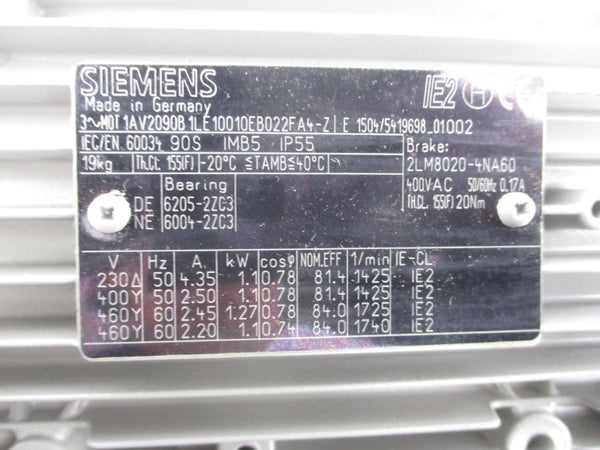 SIEMENS IE2 H C
Made in Germany
3~MOT 1AV2090B 1LE10010EB022FA4-Z E 1504/5419698_01002
IEC/EN 60034 90S IMB5 IP55 Brake:
19kg Th.Cl. 155(F) -20°C ≤TAMB≤40°C 2LM8020-4NA60
Bearing 400V AC 50/60Hz 0.17A
DE 6205-2ZC3 TH.CL 155(F) 20Nm
NE 6004-2ZC3
V Hz A kW cosφ NOM.EFF 1/min IE-CL
230Δ 50 4.35 1.1 0.78 81.4 1425 IE2
400Y 50 2.50 1.1 0.78 81.4 1425 IE2
460Y 60 2.45 1.27 0.78 84.0 1725 IE2
460Y 60 2.20 1.1 0.74 84.0 1740 IE2